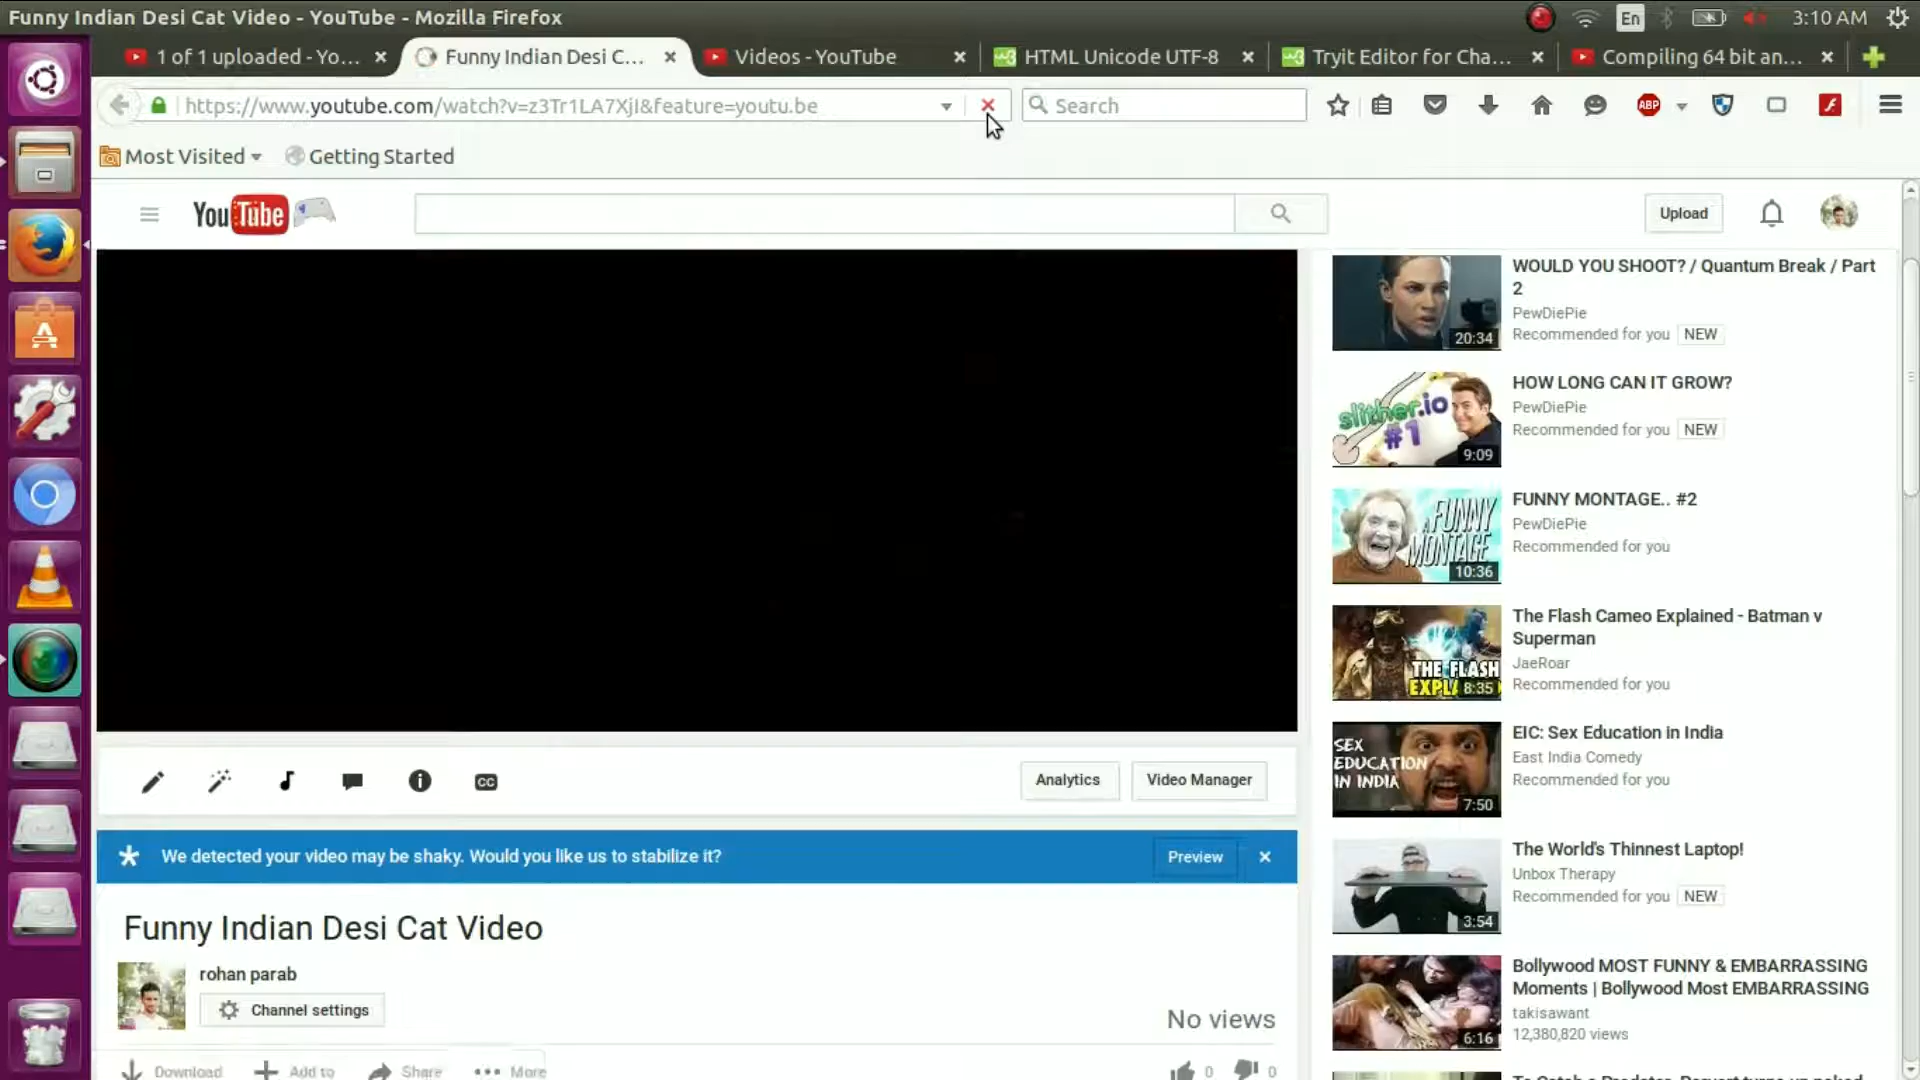 Funny Indian Desi Cat Video - YouTube - Mozilla Firefox
En
3:10 AM
1 of 1 uploaded - Yo...
Funny Indian Desi C...
Videos - YouTube
HTML Unicode UTF-8
Tryit Editor for Cha...
Compiling 64 bit an...
https://www.youtube.com/watch?v=z3Tr1LA7XjI&feature=youtu.be
Search
ABP
Most Visited
Getting Started
YouTube
Upload
WOULD YOU SHOOT? / Quantum Break / Part
2
PewDiePie
Recommended for you NEW
20:34
HOW LONG CAN IT GROW?
PewDiePie
Recommended for you NEW
slither.io
#1
9:09
FUNNY MONTAGE.. #2
PewDiePie
Recommended for you
A FUNNY
MONTAGE
10:36
The Flash Cameo Explained - Batman v
Superman
JaeRoar
Recommended for you
THE FLASH
8:35
EIC: Sex Education in India
East India Comedy
Recommended for you
SEX
EDUCATION
IN INDIA
7:50
The World's Thinnest Laptop!
Unbox Therapy
Recommended for you NEW
3:54
Bollywood MOST FUNNY & EMBARRASSING
Moments | Bollywood Most EMBARRASSING
takisawant
12,380,820 views
6:16
CC
Analytics
Video Manager
We detected your video may be shaky. Would you like us to stabilize it?
Preview
Funny Indian Desi Cat Video
rohan parab
Channel settings
No views
Download
Add to
Share
More
0
0